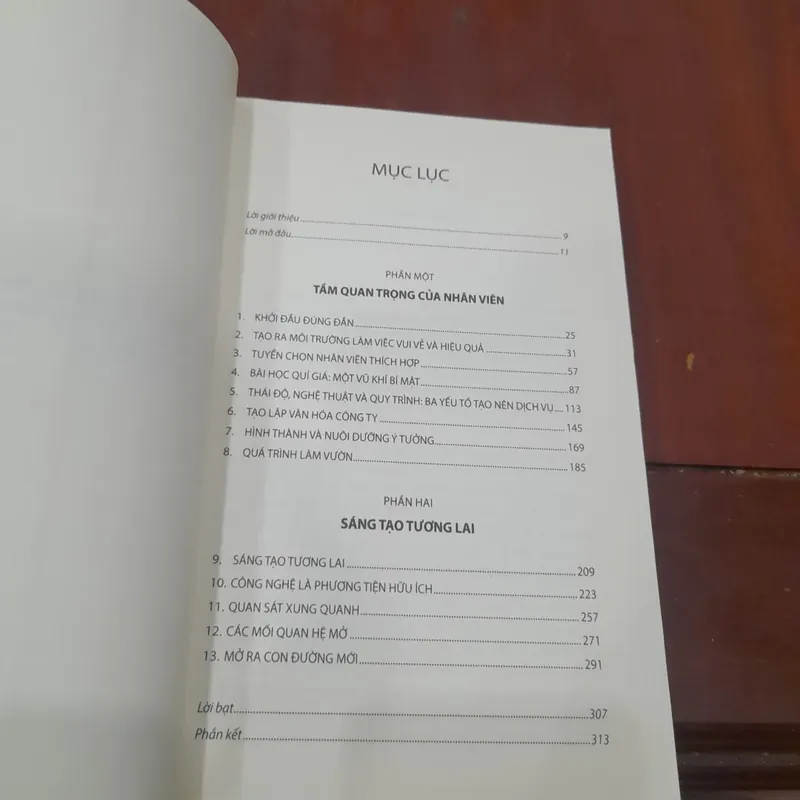 MỤC LỤC
Lời giới thiệu 9
Lời mở đầu 11
PHẦN MỘT
TẦM QUAN TRỌNG CỦA NHÂN VIÊN
1. KHỞI ĐẦU ĐÚNG ĐẮN 25
2. TẠO RA MÔI TRƯỜNG LÀM VIỆC VUI VẺ VÀ HIỆU QUẢ 31
3. TUYỂN CHỌN NHÂN VIÊN THÍCH HỢP 57
4. BÀI HỌC QUÍ GIÁ: MỘT VŨ KHÍ BÍ MẬT 87
5. THÁI ĐỘ, NGHỆ THUẬT VÀ QUY TRÌNH: BA YẾU TỐ TẠO NÊN DỊCH VỤ 113
6. TẠO LẬP VĂN HÓA CÔNG TY 145
7. HÌNH THÀNH VÀ NUÔI DƯỠNG Ý TƯỞNG 169
8. QUÁ TRÌNH LÀM VƯỜN 185
PHẦN HAI
SÁNG TẠO TƯƠNG LAI
9. SÁNG TẠO TƯƠNG LAI 209
10. CÔNG NGHỆ LÀ PHƯƠNG TIỆN HỮU ÍCH 223
11. QUAN SÁT XUNG QUANH 257
12. CÁC MỐI QUAN HỆ MỞ 271
13. MỞ RA CON ĐƯỜNG MỚI 291
Lời bạt 307
Phần kết 313